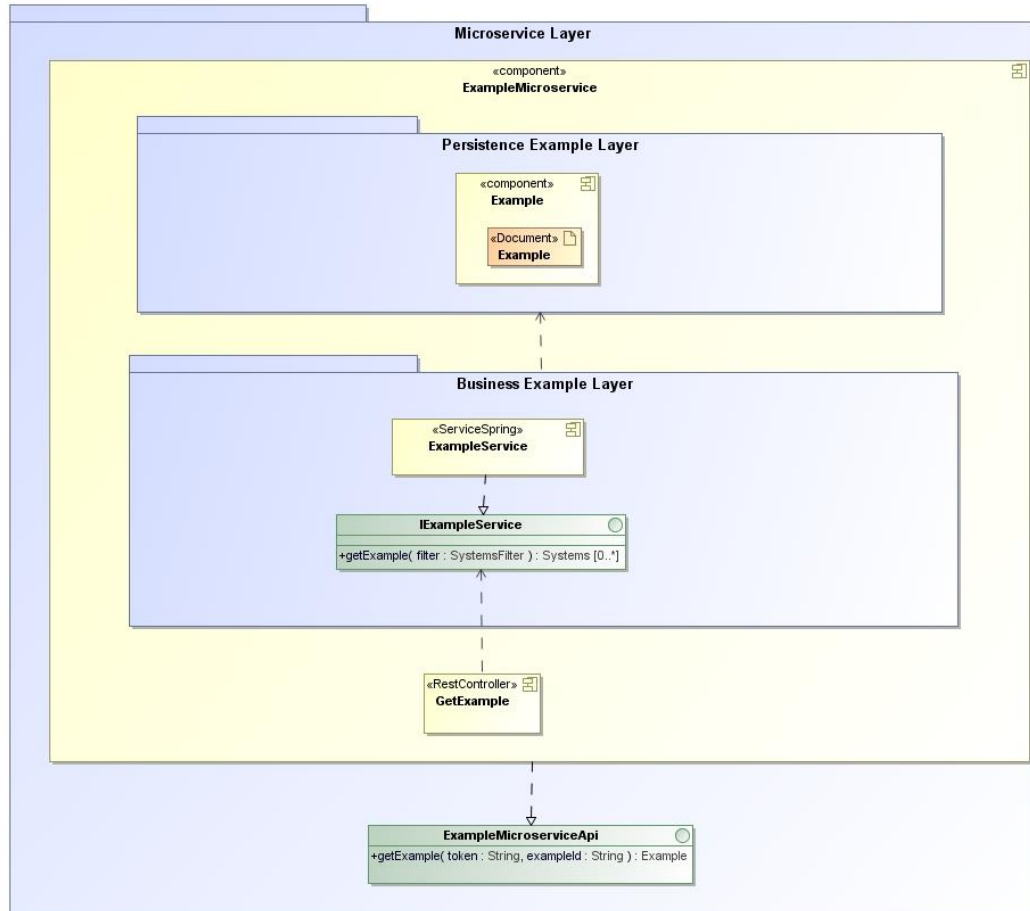 Microservice Layer
«component»
ExampleMicroservice
Persistence Example Layer
«component»
Example
«Document»
Example
Business Example Layer
«ServiceSpring»
ExampleService
IExampleService
+getExample( filter : SystemsFilter ) : Systems [0..*]
«RestController»
GetExample
ExampleMicroserviceApi
+getExample( token : String, exampleId : String ) : Example